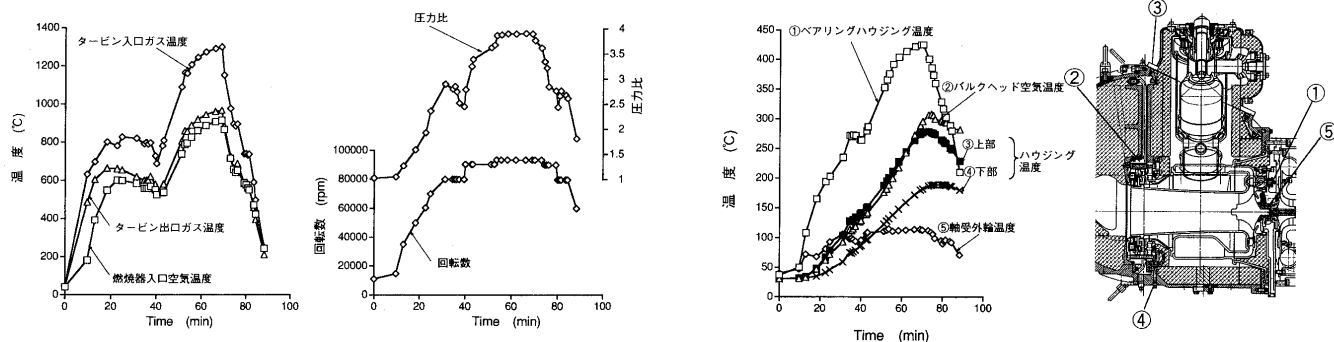 1400
1200
1000
800
600
400
200
0
温 度 (℃)
タービン入口ガス温度
タービン出口ガス温度
燃焼器入口空気温度
0 20 40 60 80 100
Time (min)
圧力比
4
3.5
3
2.5
2
1.5
1
圧力比
100000
80000
60000
40000
20000
0
回転数 (rpm)
回転数
0 20 40 60 80 100
Time (min)
450
400
350
300
250
200
150
100
50
0
温 度 (℃)
①ベアリングハウジング温度
②バルクヘッド空気温度
③上部
④下部
ハウジング
温度
⑤軸受外輪温度
0 20 40 60 80 100
Time (min)
③
②
①
⑤
④